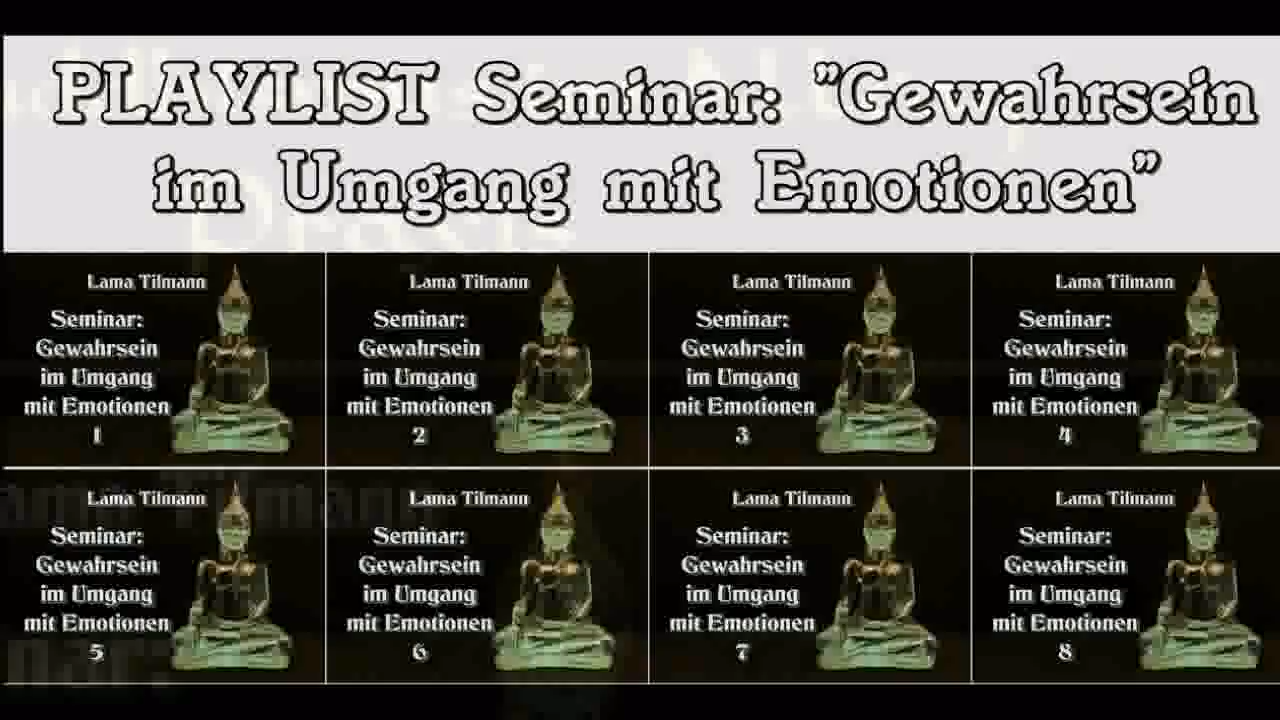 PLAYLIST Seminar: "Gewahrsein
im Umgang mit Emotionen"
Lama Tilmann
Seminar:
Gewahrsein
im Umgang
mit Emotionen
1
Lama Tilmann
Seminar:
Gewahrsein
im Umgang
mit Emotionen
2
Lama Tilmann
Seminar:
Gewahrsein
im Umgang
mit Emotionen
3
Lama Tilmann
Seminar:
Gewahrsein
im Umgang
mit Emotionen
4
Lama Tilmann
Seminar:
Gewahrsein
im Umgang
mit Emotionen
5
Lama Tilmann
Seminar:
Gewahrsein
im Umgang
mit Emotionen
6
Lama Tilmann
Seminar:
Gewahrsein
im Umgang
mit Emotionen
7
Lama Tilmann
Seminar:
Gewahrsein
im Umgang
mit Emotionen
8